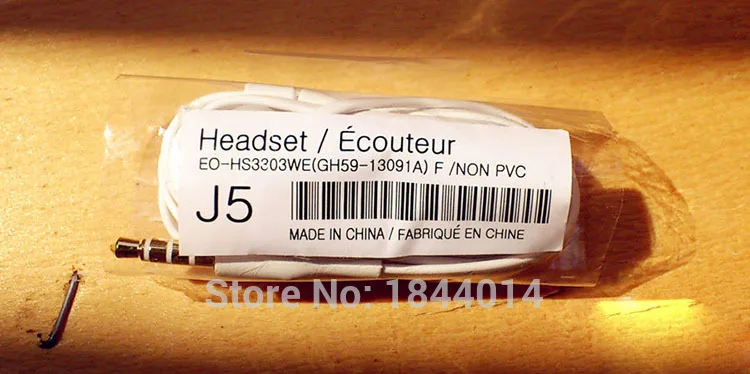 Headset / Écouteur
EO-HS3303WE(GH59-13091A) F /NON PVC
J5
MADE IN CHINA / FABRIQUÉ EN CHINE
Store No: 1844014